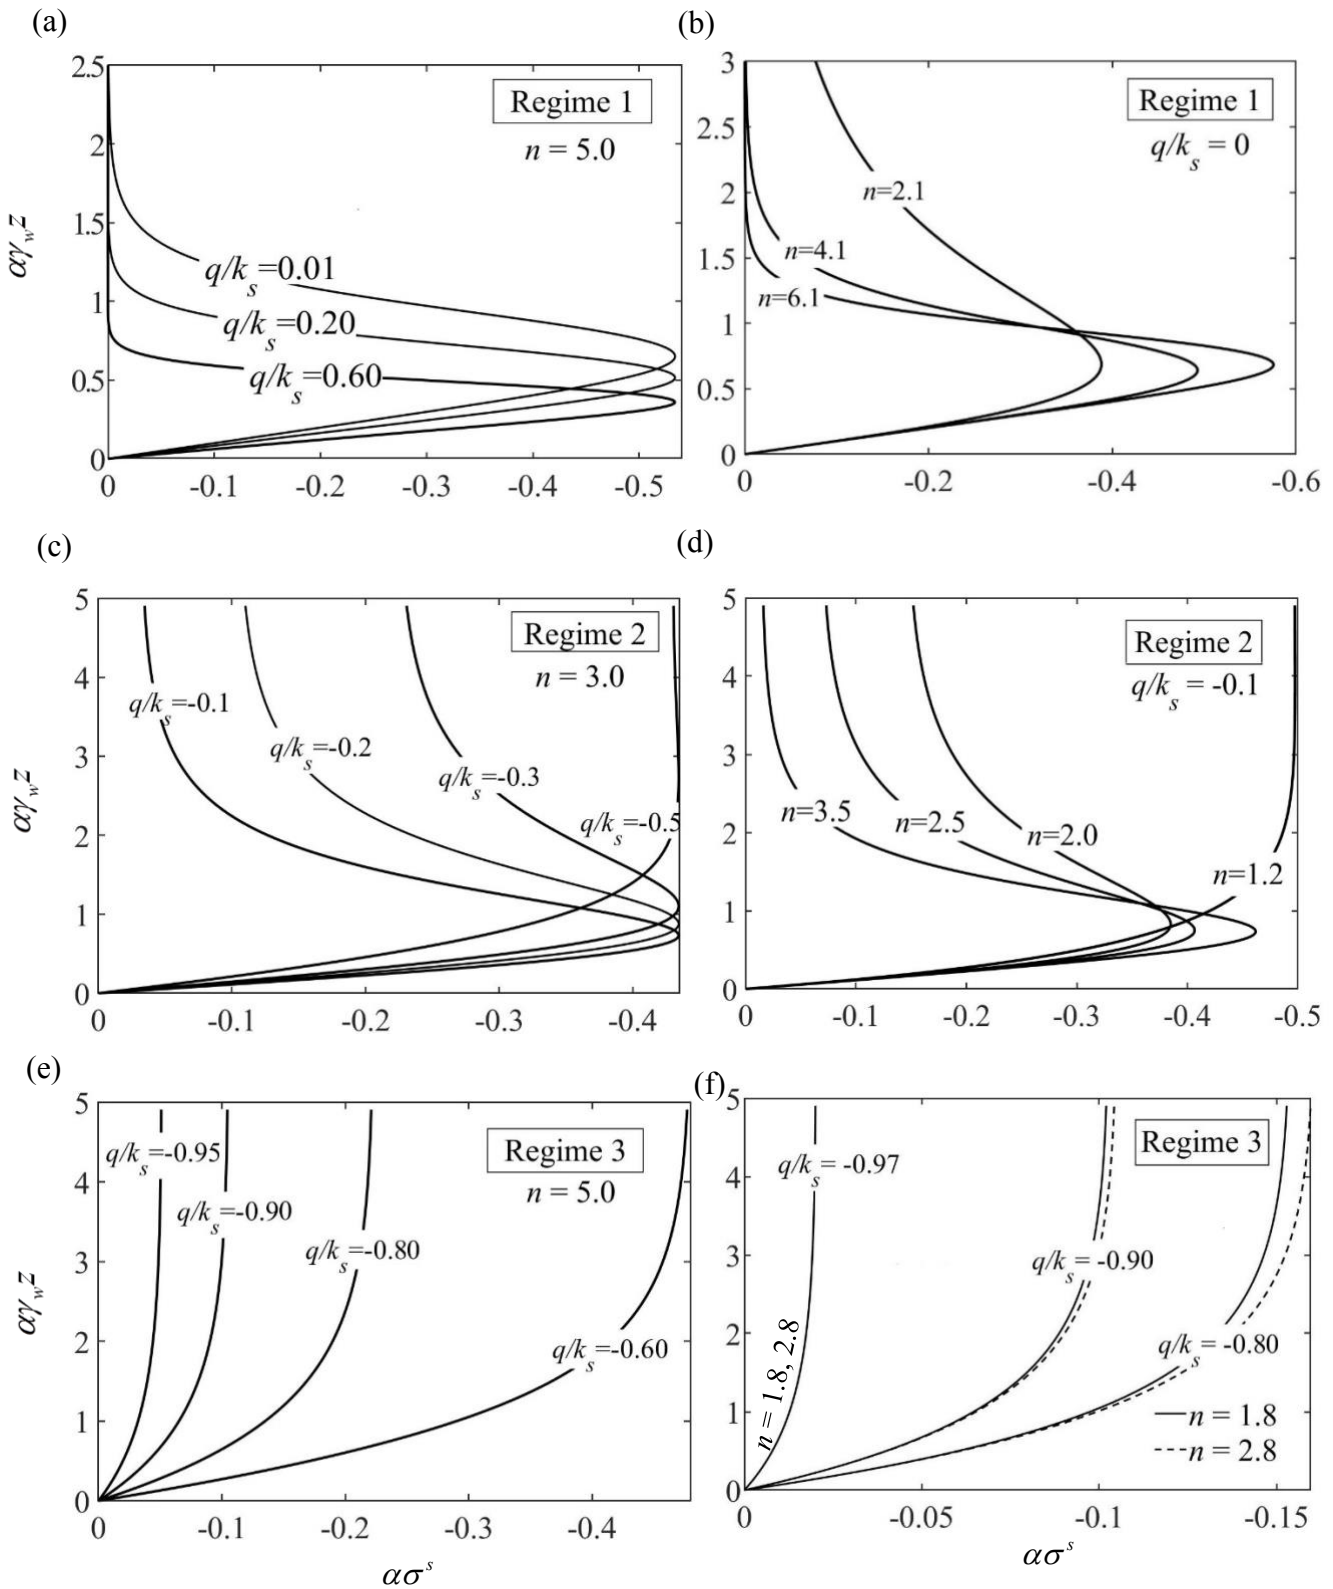 (a)
Regime 1
n = 5.0
q/ks=0.01
q/ks=0.20
q/ks=0.60
αγwz
2.5
2
1.5
1
0.5
0
0 -0.1 -0.2 -0.3 -0.4 -0.5
(b)
Regime 1
q/ks = 0
n=2.1
n=4.1
n=6.1
3
2.5
2
1.5
1
0.5
0
0 -0.2 -0.4 -0.6
(c)
Regime 2
n = 3.0
q/ks=-0.1
q/ks=-0.2
q/ks=-0.3
q/ks=-0.5
αγwz
5
4
3
2
1
0
0 -0.1 -0.2 -0.3 -0.4
(d)
Regime 2
q/ks = -0.1
n=3.5
n=2.5
n=2.0
n=1.2
5
4
3
2
1
0
0 -0.1 -0.2 -0.3 -0.4 -0.5
(e)
Regime 3
n = 5.0
q/ks=-0.95
q/ks=-0.90
q/ks=-0.80
q/ks=-0.60
αγwz
5
4
3
2
1
0
0 -0.1 -0.2 -0.3 -0.4
ασs
(f)
Regime 3
q/ks= -0.97
q/ks= -0.90
q/ks= -0.80
n = 1.8, 2.8
n = 1.8
n = 2.8
5
4
3
2
1
0
0 -0.05 -0.1 -0.15
ασs